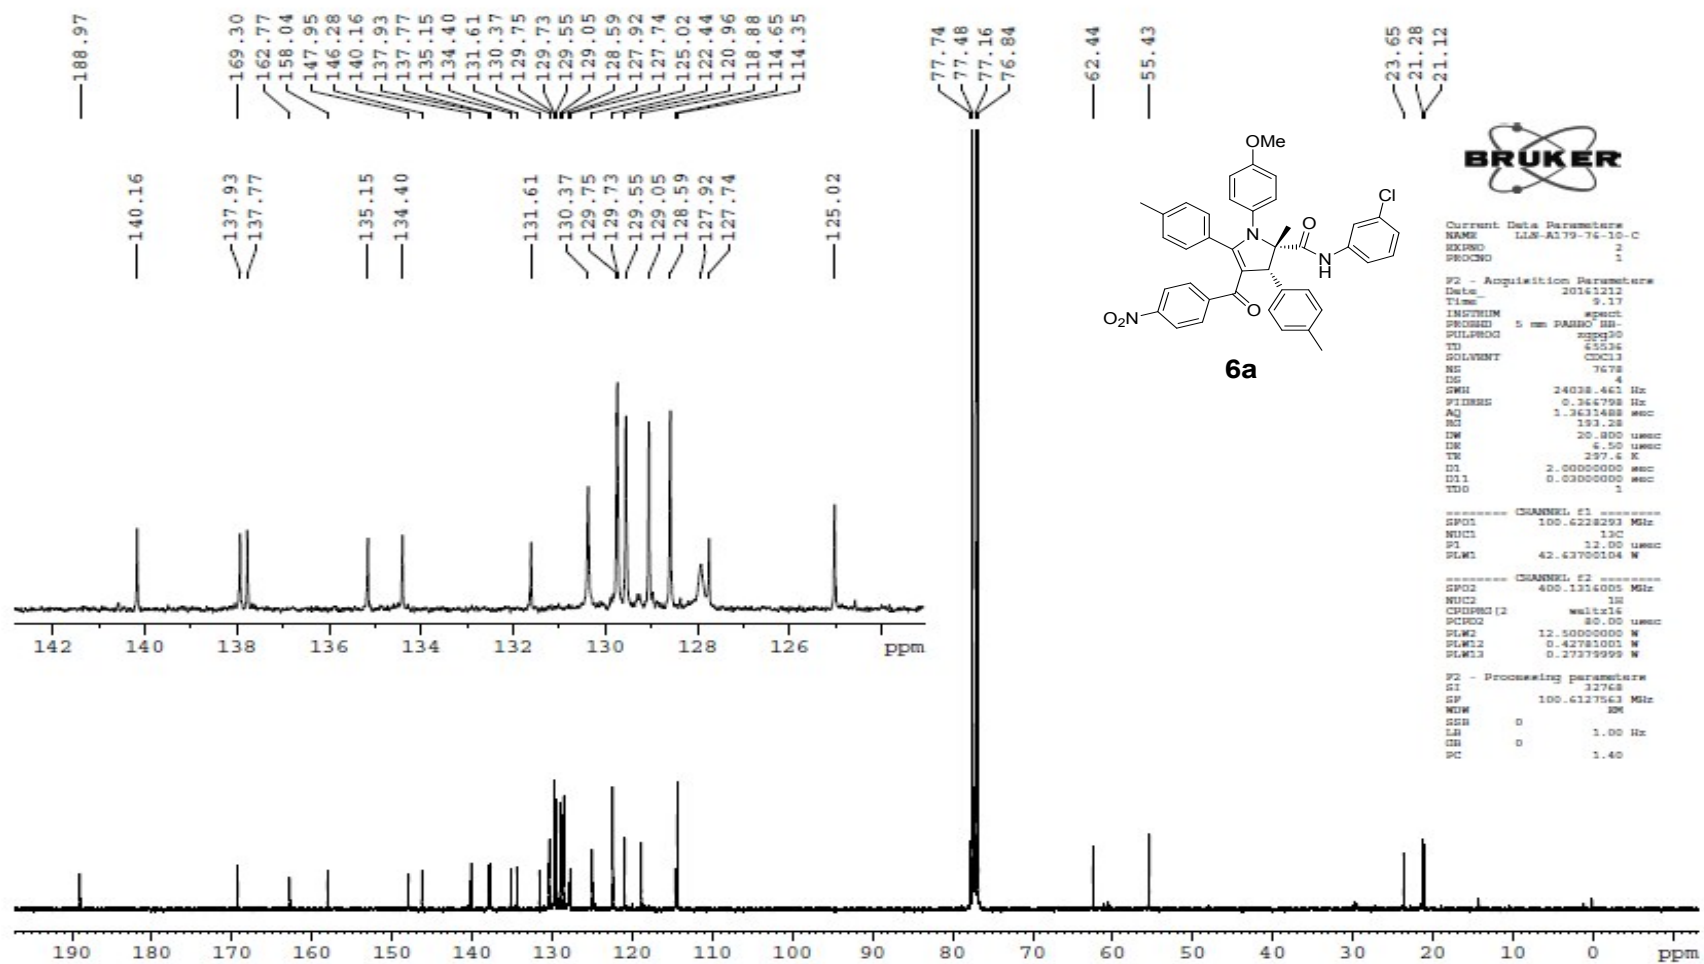 188.97
169.30
162.77
158.04
147.95
146.28
140.16
137.93
137.77
135.15
134.40
131.61
130.37
129.75
129.73
129.55
129.05
128.59
127.92
127.74
125.02
122.44
120.96
118.88
114.65
114.35
77.74
77.48
77.16
76.84
62.44
55.43
23.65
21.28
21.12
140.16
137.93
137.77
135.15
134.40
131.61
130.37
129.75
129.73
129.55
129.05
128.59
127.92
127.74
125.02
142 140 138 136 134 132 130 128 126 ppm
OMe
N
O
N
H
Cl
O
O₂N
6a
BRUKER
Current Data Parameters
NAME LLN-A179-76-10-C
EXPNO 2
PROCNO 1
F2 - Acquisition Parameters
Date_ 20161212
Time 9.17
INSTRUM spect
PROBHD 5 mm PABBO BB-
PULPROG zgpg30
TD 65536
SOLVENT CDCl3
NS 7678
DS 4
SWH 24038.461 Hz
FIDRES 0.366798 Hz
AQ 1.3631488 sec
RG 193.28
DW 20.800 usec
DE 6.50 usec
TE 297.6 K
D1 2.00000000 sec
D11 0.03000000 sec
TD0 1
======== CHANNEL f1 ========
SFO1 100.6228293 MHz
NUC1 13C
P1 12.00 usec
PLW1 42.63700104 W
======== CHANNEL f2 ========
SFO2 400.1316005 MHz
NUC2 1H
CPDPRG[2 waltz16
PCPD2 80.00 usec
PLW2 12.50000000 W
PLW12 0.42781001 W
PLW13 0.27379999 W
F2 - Processing parameters
SI 32768
SF 100.6127563 MHz
WDW EM
SSB 0
LB 1.00 Hz
GB 0
PC 1.40
190 180 170 160 150 140 130 120 110 100 90 80 70 60 50 40 30 20 10 0 ppm